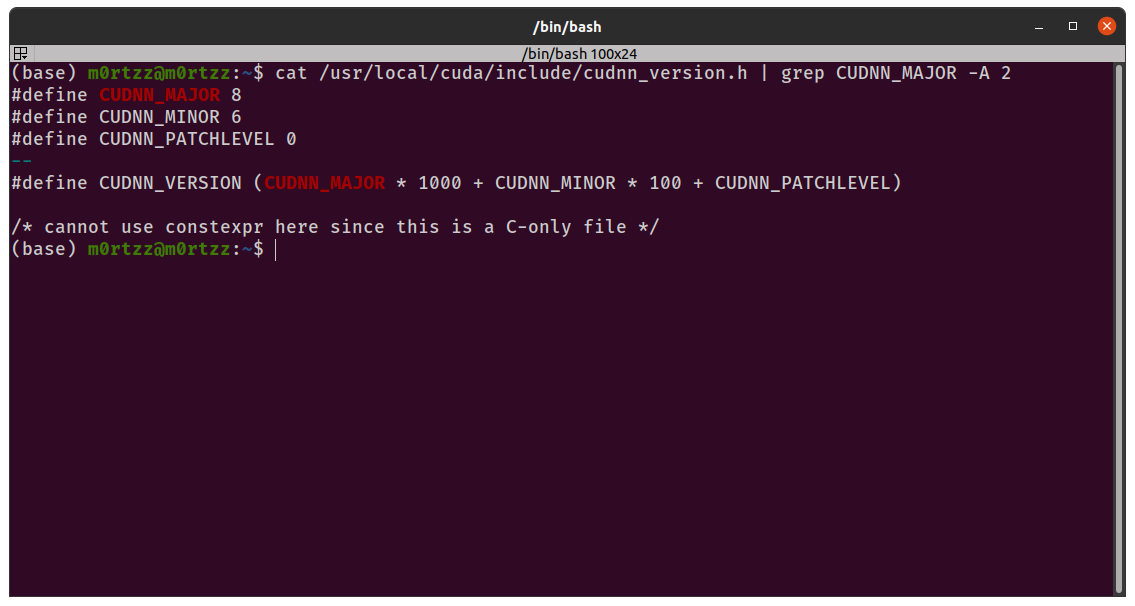 /bin/bash
/bin/bash 100x24
(base) m0rtzz@m0rtzz:~$ cat /usr/local/cuda/include/cudnn_version.h | grep CUDNN_MAJOR -A 2
#define CUDNN_MAJOR 8
#define CUDNN_MINOR 6
#define CUDNN_PATCHLEVEL 0
--
#define CUDNN_VERSION (CUDNN_MAJOR * 1000 + CUDNN_MINOR * 100 + CUDNN_PATCHLEVEL)
/* cannot use constexpr here since this is a C-only file */
(base) m0rtzz@m0rtzz:~$